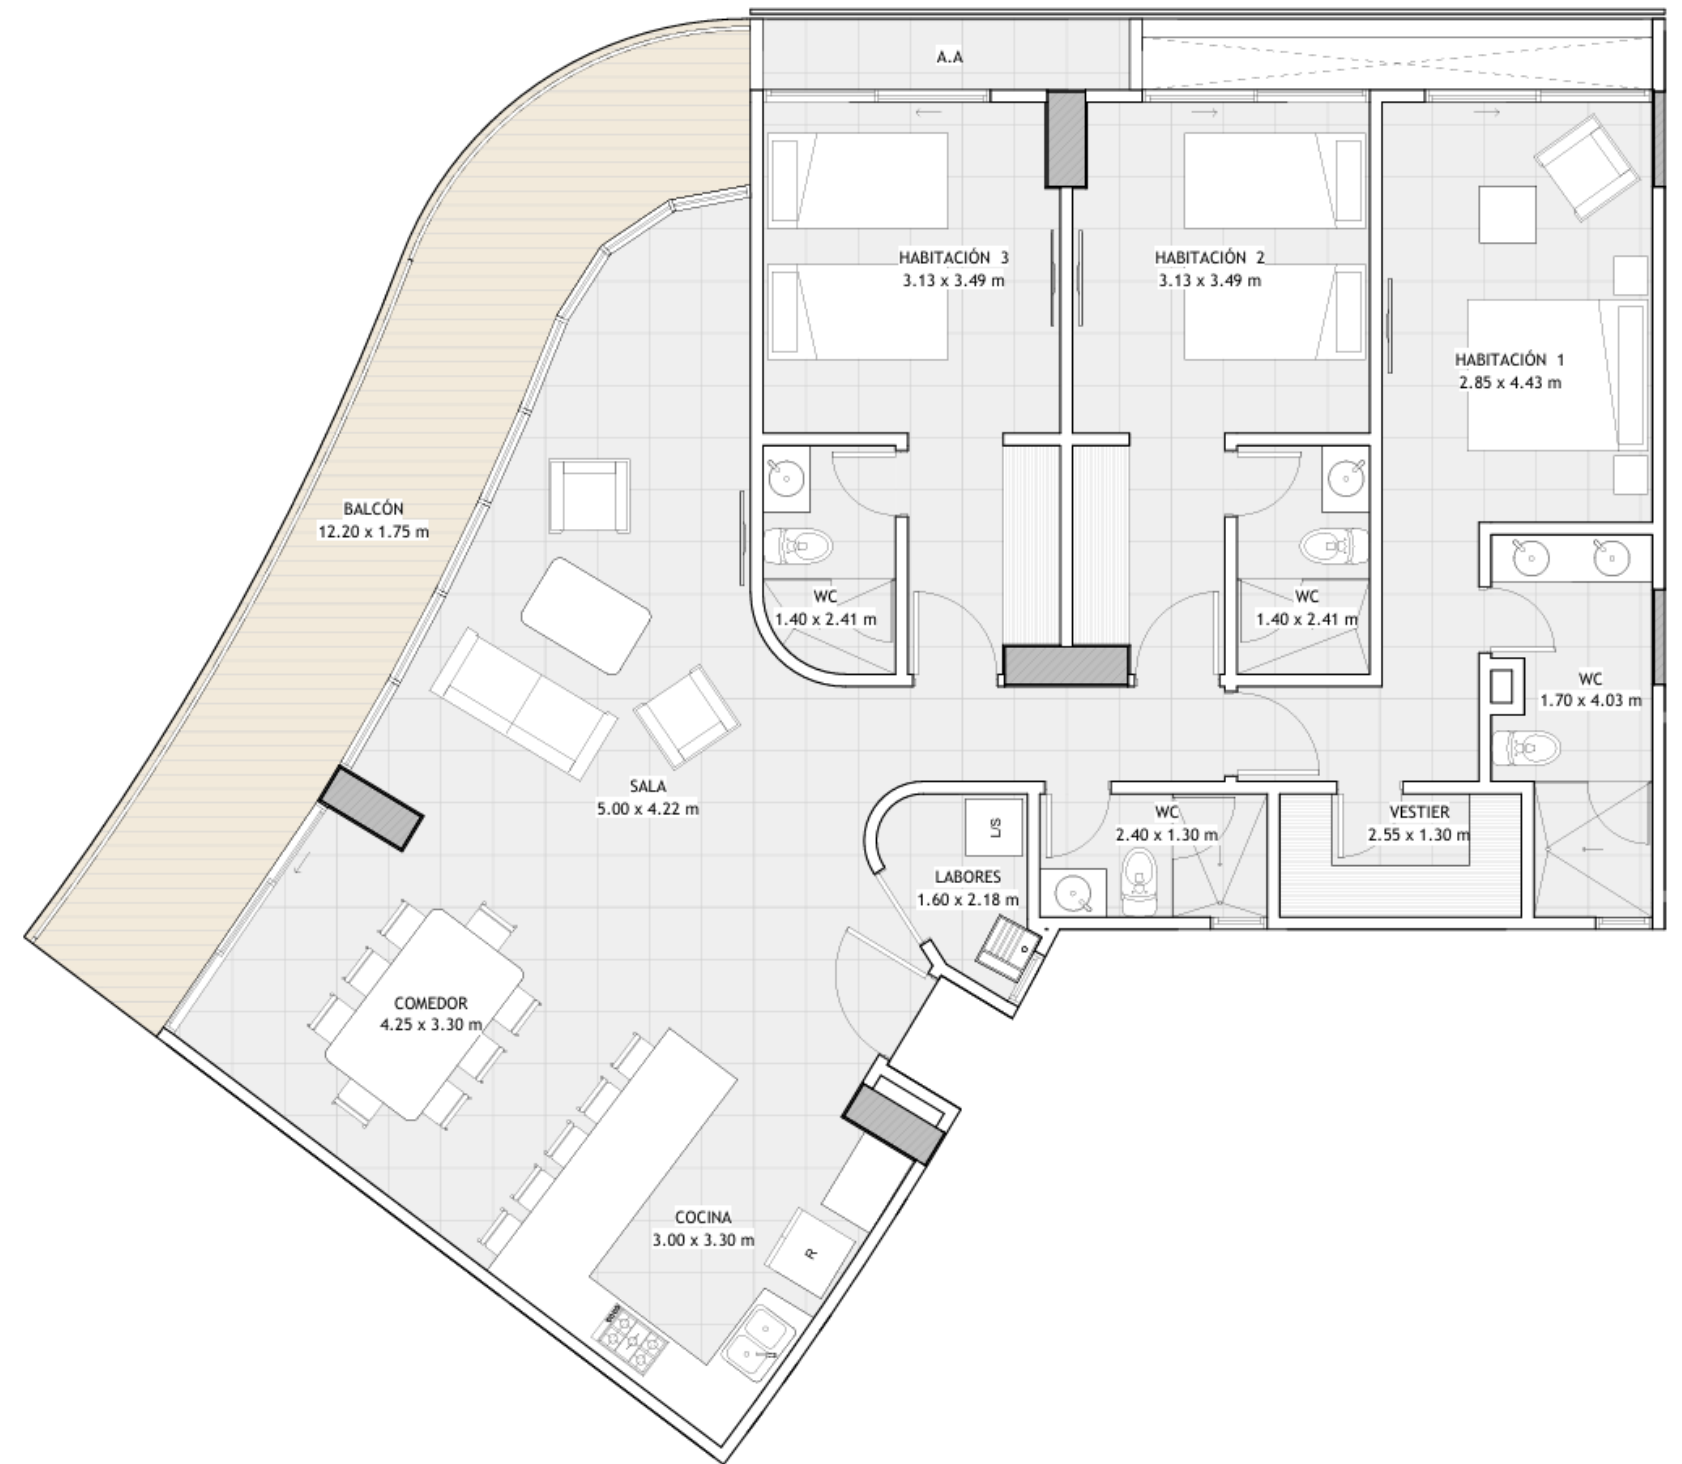 A.A
HABITACIÓN 3
3.13 x 3.49 m
HABITACIÓN 2
3.13 x 3.49 m
HABITACIÓN 1
2.85 x 4.43 m
BALCÓN
12.20 x 1.75 m
WC
1.40 x 2.41 m
WC
1.40 x 2.41 m
WC
1.70 x 4.03 m
SALA
5.00 x 4.22 m
L/S
WC
2.40 x 1.30 m
VESTIER
2.55 x 1.30 m
LABORES
1.60 x 2.18 m
COMEDOR
4.25 x 3.30 m
COCINA
3.00 x 3.30 m
R